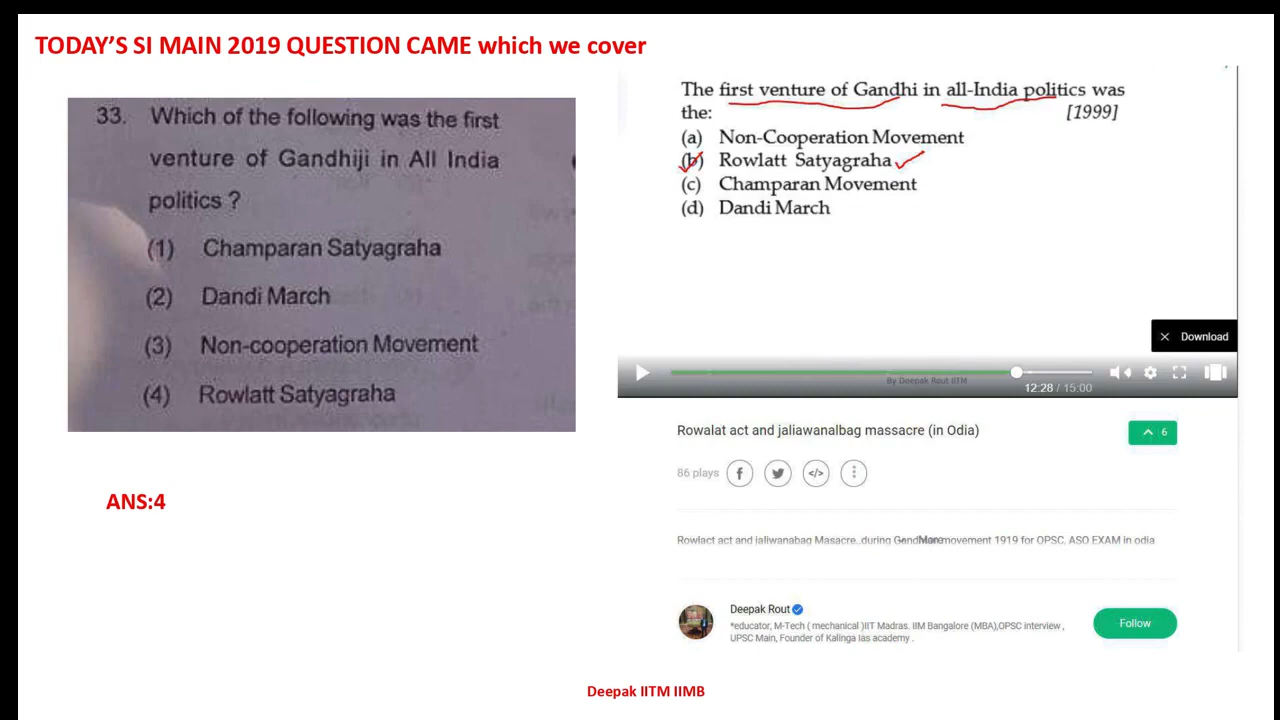 TODAY'S SI MAIN 2019 QUESTION CAME which we cover
33. Which of the following was the first
venture of Gandhiji in All India
politics ?
(1) Champaran Satyagraha
(2) Dandi March
(3) Non-cooperation Movement
(4) Rowlatt Satyagraha
ANS:4
The first venture of Gandhi in all-India politics was
the: [1999]
(a) Non-Cooperation Movement
(b) Rowlatt Satyagraha
(c) Champaran Movement
(d) Dandi March
× Download
By Deepak Rout IITM
12:28 / 15:00
Rowalat act and jaliawanalbag massacre (in Odia)
6
86 plays
Rowlact act and jaliwanabag Masacre..during movement 1919 for OPSC, ASO EXAM in odia
More
Deepak Rout
*educator, M-Tech ( mechanical )IIT Madras. IIM Bangalore (MBA),OPSC interview ,
UPSC Main, Founder of Kalinga Ias academy .
Follow
Deepak IITM IIMB